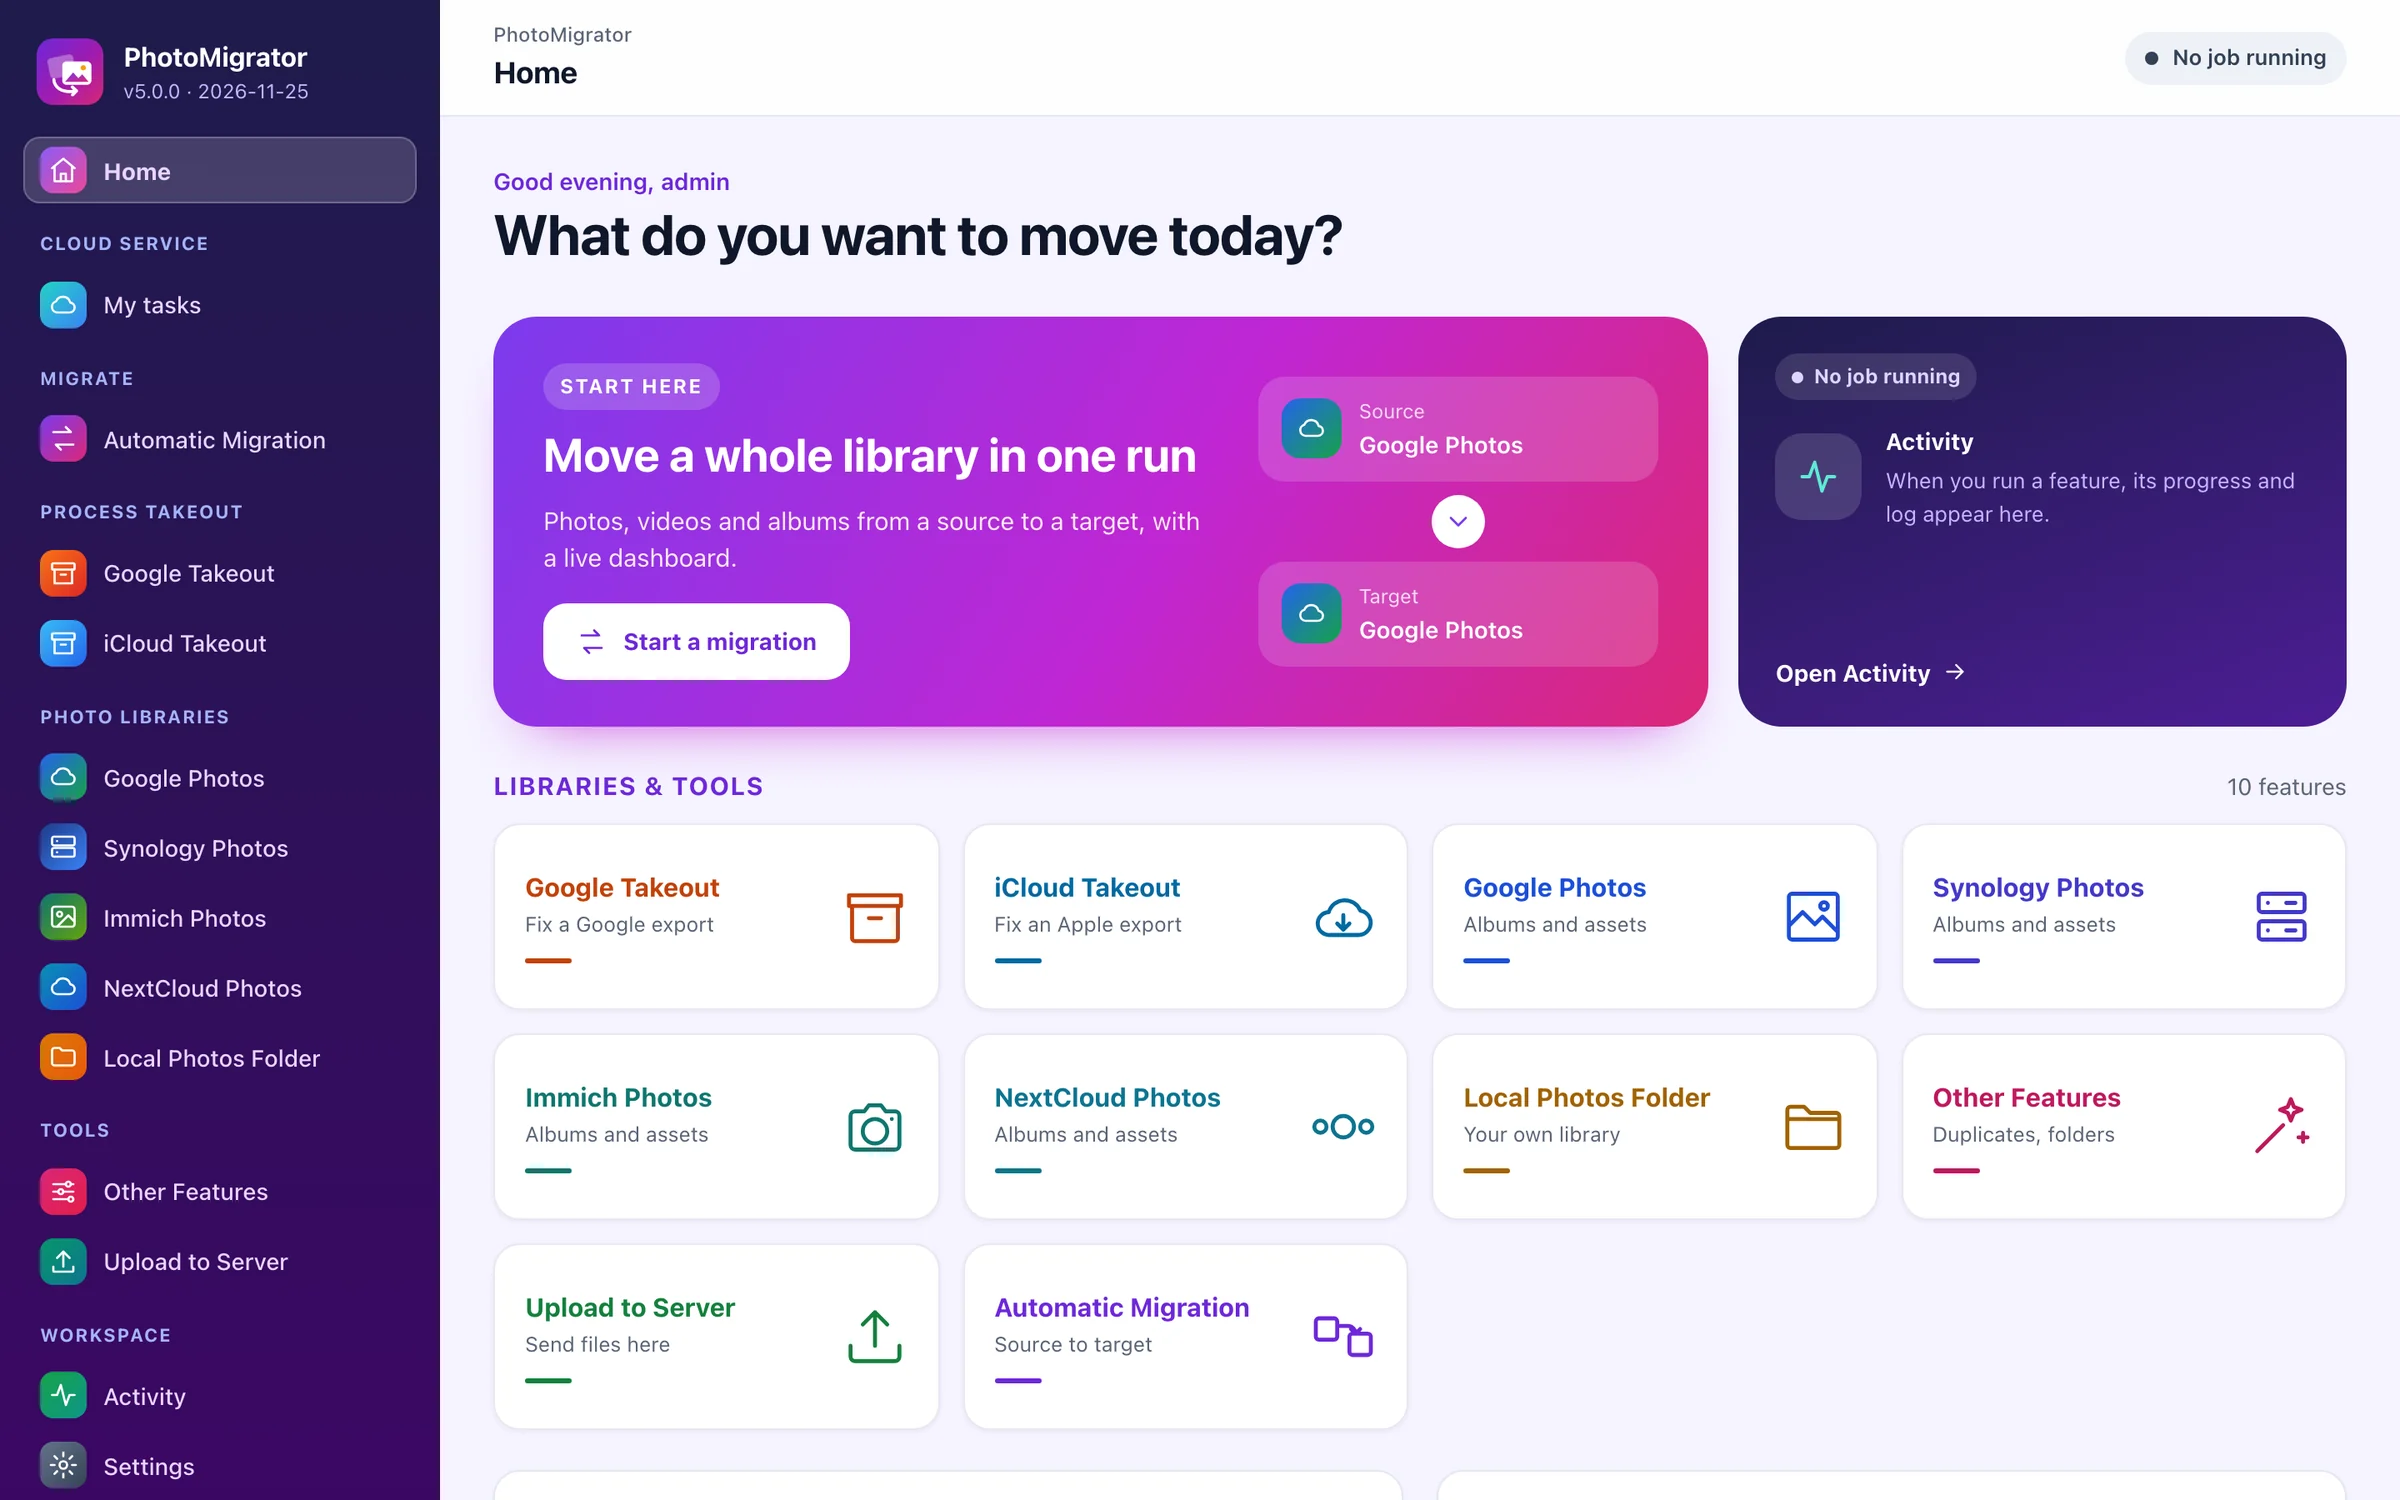 PhotoMigrator
v5.0.0 · 2026-11-25
Home
CLOUD SERVICE
My tasks
MIGRATE
Automatic Migration
PROCESS TAKEOUT
Google Takeout
iCloud Takeout
PHOTO LIBRARIES
Google Photos
Synology Photos
Immich Photos
NextCloud Photos
Local Photos Folder
TOOLS
Other Features
Upload to Server
WORKSPACE
Activity
Settings
PhotoMigrator
Home
No job running
Good evening, admin
What do you want to move today?
START HERE
Move a whole library in one run
Photos, videos and albums from a source to a target, with
a live dashboard.
Start a migration
Source
Google Photos
Target
Google Photos
No job running
Activity
When you run a feature, its progress and
log appear here.
Open Activity →
LIBRARIES & TOOLS
10 features
Google Takeout
Fix a Google export
iCloud Takeout
Fix an Apple export
Google Photos
Albums and assets
Synology Photos
Albums and assets
Immich Photos
Albums and assets
NextCloud Photos
Albums and assets
Local Photos Folder
Your own library
Other Features
Duplicates, folders
Upload to Server
Send files here
Automatic Migration
Source to target